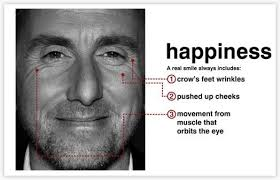 happiness
A real smile always includes:
1 crow's feet wrinkles
2 pushed up cheeks
3 movement from
muscle that
orbits the eye